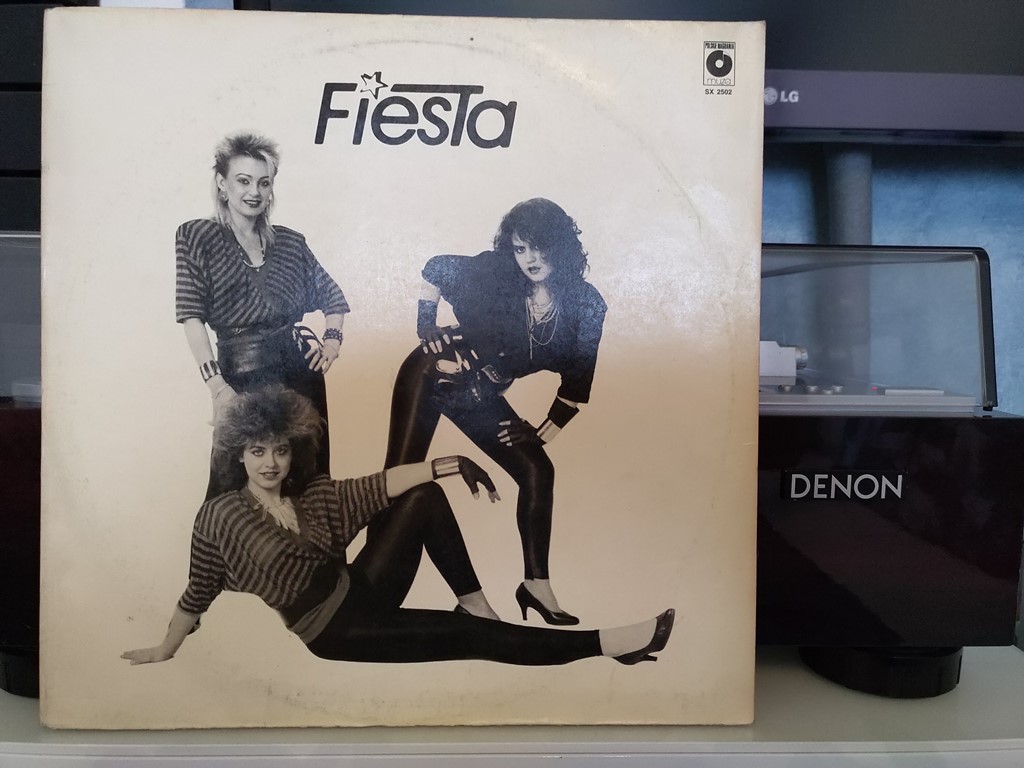 Fiesta
POLSKIE NAGRANIA
muza
SX 2502
LG
DENON